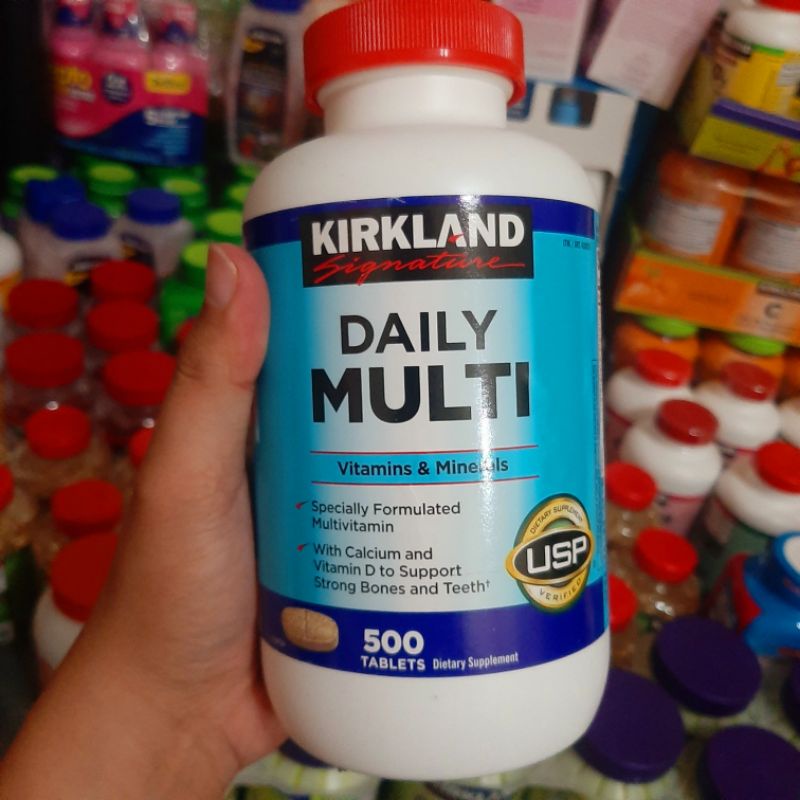 KIRKLAND
Signature
DAILY
MULTI
Vitamins & Minerals
Specially Formulated
Multivitamin
With Calcium and
Vitamin D to Support
Strong Bones and Teeth†
DIETARY SUPPLEMENT
USP
VERIFIED
500
TABLETS Dietary Supplement
C